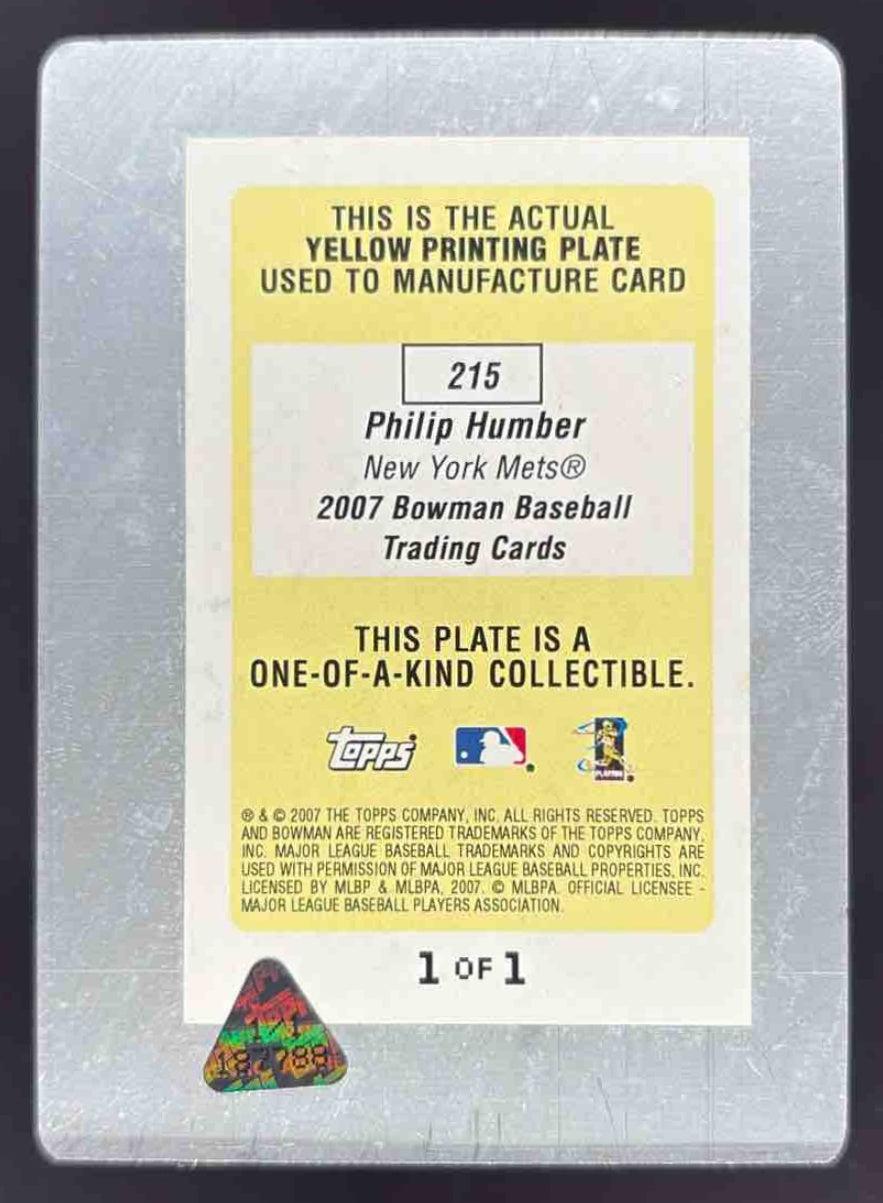 THIS IS THE ACTUAL
YELLOW PRINTING PLATE
USED TO MANUFACTURE CARD
215
Philip Humber
New York Mets®
2007 Bowman Baseball
Trading Cards
THIS PLATE IS A
ONE-OF-A-KIND COLLECTIBLE.
topps
® & © 2007 THE TOPPS COMPANY, INC. ALL RIGHTS RESERVED. TOPPS
AND BOWMAN ARE REGISTERED TRADEMARKS OF THE TOPPS COMPANY,
INC. MAJOR LEAGUE BASEBALL TRADEMARKS AND COPYRIGHTS ARE
USED WITH PERMISSION OF MAJOR LEAGUE BASEBALL PROPERTIES, INC.
LICENSED BY MLBP & MLBPA, 2007. © MLBPA. OFFICIAL LICENSEE -
MAJOR LEAGUE BASEBALL PLAYERS ASSOCIATION.
1 OF 1
1/1
187788